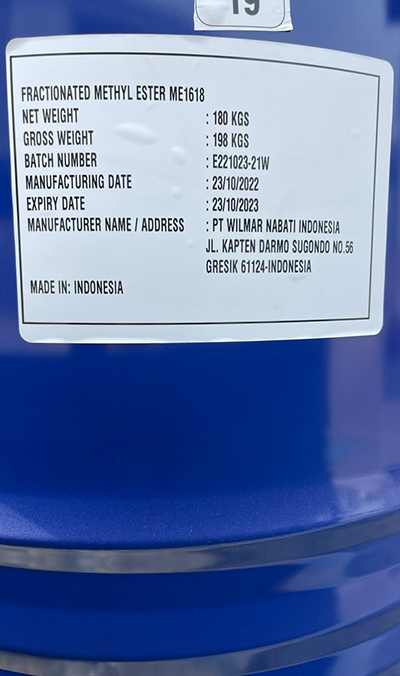 19
FRACTIONATED METHYL ESTER ME1618
NET WEIGHT : 180 KGS
GROSS WEIGHT : 198 KGS
BATCH NUMBER : E221023-21W
MANUFACTURING DATE : 23/10/2022
EXPIRY DATE : 23/10/2023
MANUFACTURER NAME / ADDRESS : PT WILMAR NABATI INDONESIA
JL. KAPTEN DARMO SUGONDO NO.56
GRESIK 61124-INDONESIA
MADE IN: INDONESIA